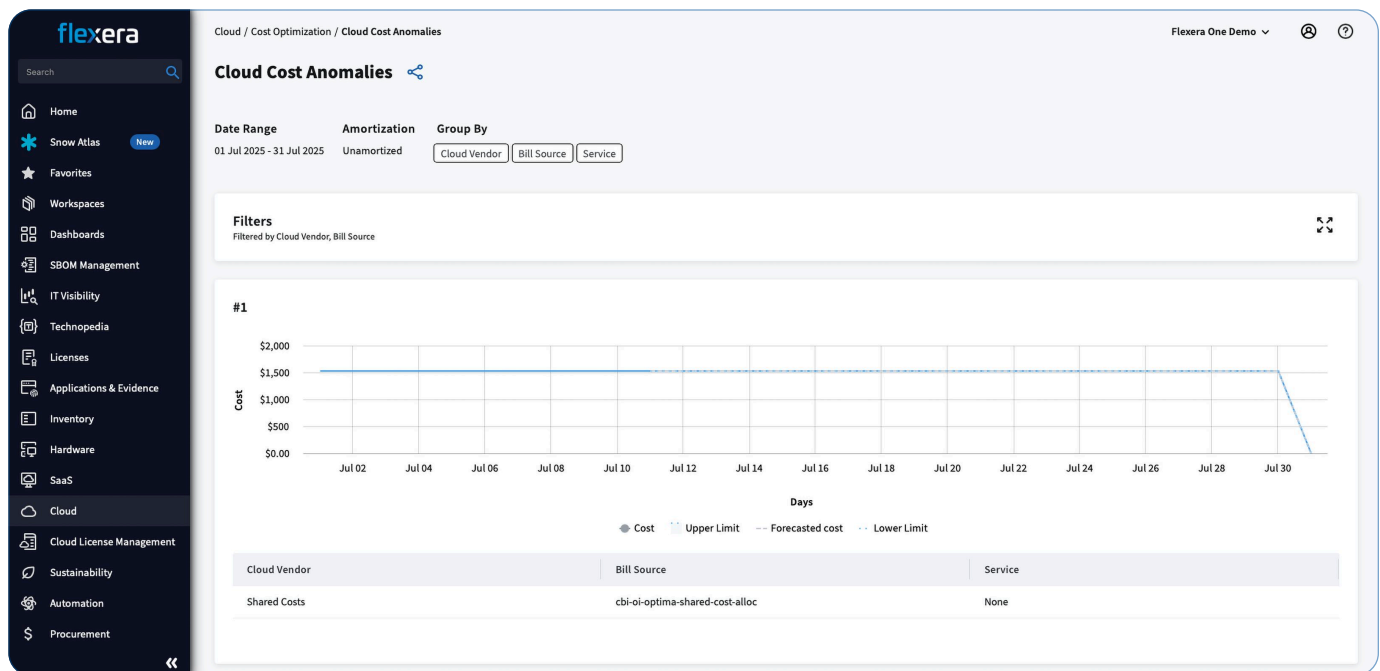 flexera
Search
Home
Snow Atlas New
Favorites
Workspaces
Dashboards
SBOM Management
IT Visibility
Technopedia
Licenses
Applications & Evidence
Inventory
Hardware
SaaS
Cloud
Cloud License Management
Sustainability
Automation
Procurement
Cloud / Cost Optimization / Cloud Cost Anomalies
Flexera One Demo
Cloud Cost Anomalies
Date Range Amortization Group By
01 Jul 2025 - 31 Jul 2025 Unamortized Cloud Vendor Bill Source Service
Filters
Filtered by Cloud Vendor, Bill Source
#1
Cost
$2,000
$1,500
$1,000
$500
$0.00
Jul 02 Jul 04 Jul 06 Jul 08 Jul 10 Jul 12 Jul 14 Jul 16 Jul 18 Jul 20 Jul 22 Jul 24 Jul 26 Jul 28 Jul 30
Days
Cost Upper Limit Forecasted cost Lower Limit
Cloud Vendor Bill Source Service
Shared Costs cbi-oi-optima-shared-cost-alloc None